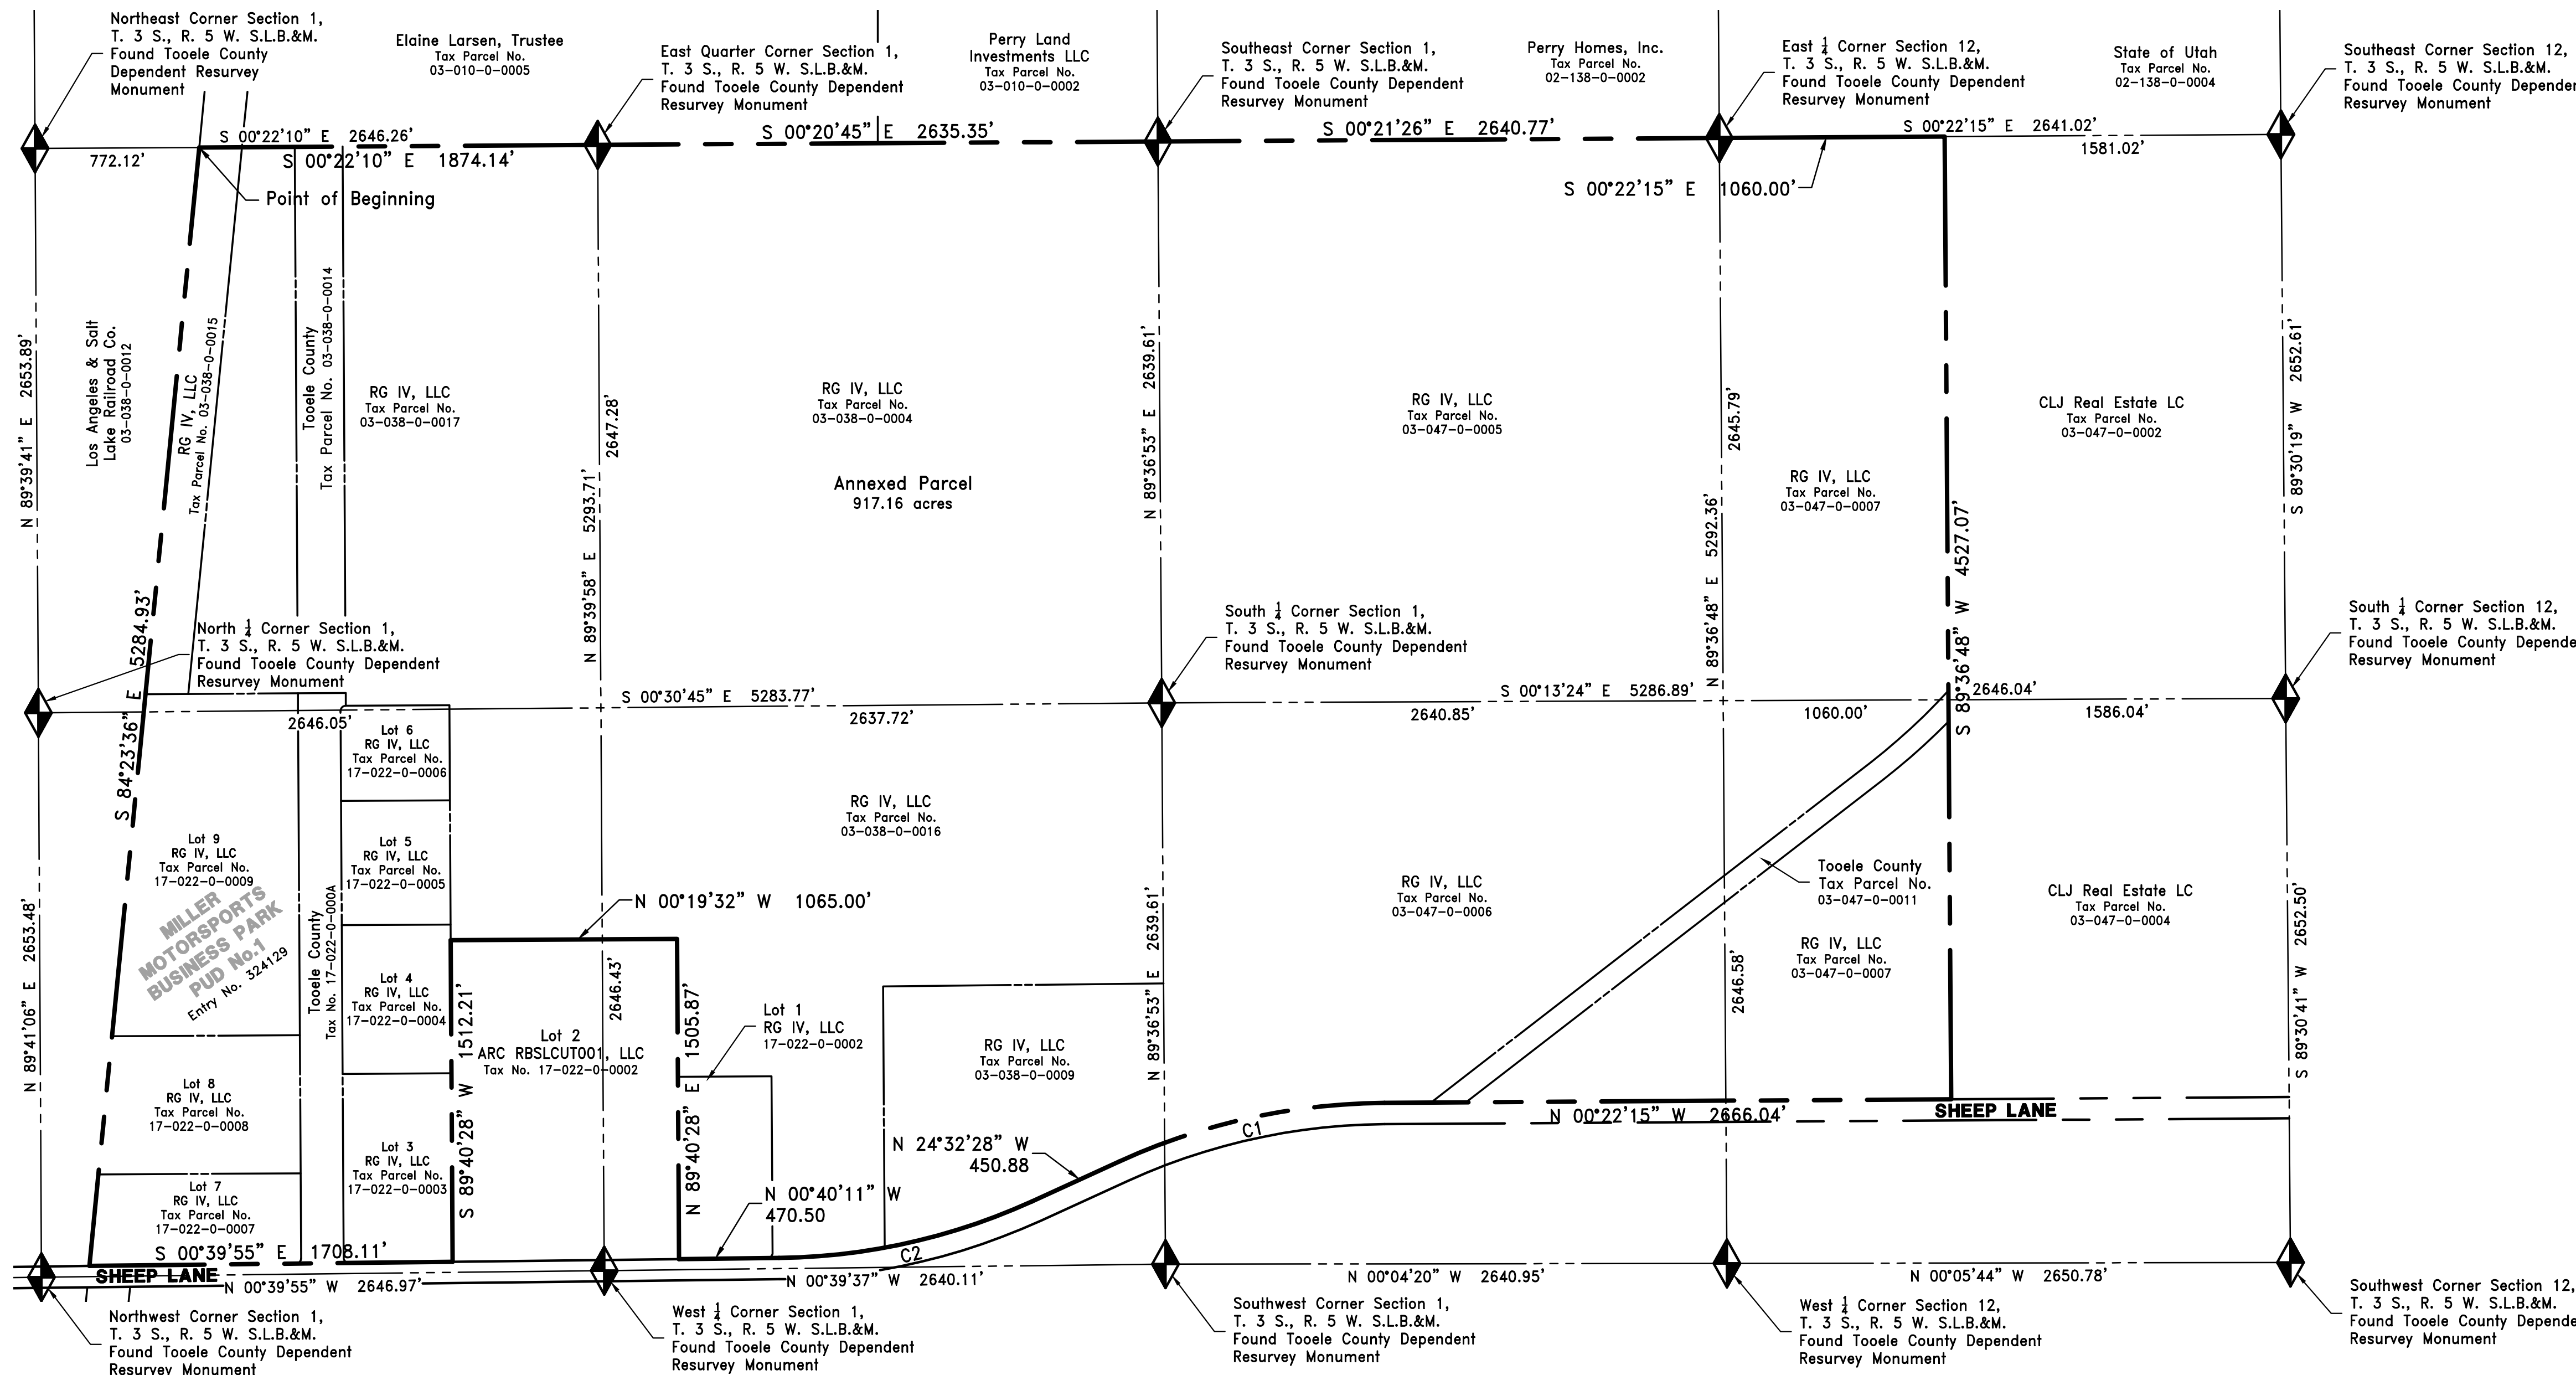 Northeast Corner Section 1,
T. 3 S., R. 5 W. S.L.B.&M.
Found Tooele County
Dependent Resurvey
Monument
Elaine Larsen, Trustee
Tax Parcel No.
03-010-0-0005
East Quarter Corner Section 1,
T. 3 S., R. 5 W. S.L.B.&M.
Found Tooele County Dependent
Resurvey Monument
Perry Land
Investments LLC
Tax Parcel No.
03-010-0-0002
Southeast Corner Section 1,
T. 3 S., R. 5 W. S.L.B.&M.
Found Tooele County Dependent
Resurvey Monument
Perry Homes, Inc.
Tax Parcel No.
02-138-0-0002
East 1/4 Corner Section 12,
T. 3 S., R. 5 W. S.L.B.&M.
Found Tooele County Dependent
Resurvey Monument
State of Utah
Tax Parcel No.
02-138-0-0004
Southeast Corner Section 12,
T. 3 S., R. 5 W. S.L.B.&M.
Found Tooele County Depende
Resurvey Monument
772.12'
S 00°22'10" E 2646.26'
S 00°22'10" E 1874.14'
S 00°20'45" E 2635.35'
S 00°21'26" E 2640.77'
S 00°22'15" E 2641.02'
1581.02'
S 00°22'15" E 1060.00'
Point of Beginning
N 89°39'41" E 2653.89'
Los Angeles & Salt
Lake Railroad Co.
03-038-0-0012
RG IV, LLC
Tax Parcel No. 03-038-0-0015
Tooele County
Tax Parcel No. 03-038-0-0014
RG IV, LLC
Tax Parcel No.
03-038-0-0017
N 89°39'58" E 5293.71'
2647.28'
RG IV, LLC
Tax Parcel No.
03-038-0-0004
Annexed Parcel
917.16 acres
N 89°36'53" E 2639.61'
RG IV, LLC
Tax Parcel No.
03-047-0-0005
N 89°36'48" E 5292.36'
2645.79'
RG IV, LLC
Tax Parcel No.
03-047-0-0007
S 89°36'48" W 4527.07'
CLJ Real Estate LC
Tax Parcel No.
03-047-0-0002
S 89°30'19" W 2652.61'
S 84°23'36" E 5284.93'
North 1/4 Corner Section 1,
T. 3 S., R. 5 W. S.L.B.&M.
Found Tooele County Dependent
Resurvey Monument
South 1/4 Corner Section 1,
T. 3 S., R. 5 W. S.L.B.&M.
Found Tooele County Dependent
Resurvey Monument
South 1/4 Corner Section 12,
T. 3 S., R. 5 W. S.L.B.&M.
Found Tooele County Depende
Resurvey Monument
2646.05'
S 00°30'45" E 5283.77'
2637.72'
S 00°13'24" E 5286.89'
2640.85'
1060.00'
2646.04'
1586.04'
N 89°41'06" E 2653.48'
Lot 9
RG IV, LLC
Tax Parcel No.
17-022-0-0009
MILLER
MOTORSPORTS
BUSINESS PARK
PUD No.1
Entry No. 324129
Tooele County
Tax No. 17-022-0-000A
Lot 6
RG IV, LLC
Tax Parcel No.
17-022-0-0006
Lot 5
RG IV, LLC
Tax Parcel No.
17-022-0-0005
Lot 4
RG IV, LLC
Tax Parcel No.
17-022-0-0004
Lot 3
RG IV, LLC
Tax Parcel No.
17-022-0-0003
Lot 8
RG IV, LLC
Tax Parcel No.
17-022-0-0008
Lot 7
RG IV, LLC
Tax Parcel No.
17-022-0-0007
RG IV, LLC
Tax Parcel No.
03-038-0-0016
N 00°19'32" W 1065.00'
S 89°40'28" W 1512.21'
Lot 2
ARC RBSLCUT001, LLC
Tax No. 17-022-0-0002
2646.43'
N 89°40'28" E 1505.87'
Lot 1
RG IV, LLC
17-022-0-0002
RG IV, LLC
Tax Parcel No.
03-038-0-0009
N 89°36'53" E 2639.61'
RG IV, LLC
Tax Parcel No.
03-047-0-0006
Tooele County
Tax Parcel No.
03-047-0-0011
RG IV, LLC
Tax Parcel No.
03-047-0-0007
2646.58'
CLJ Real Estate LC
Tax Parcel No.
03-047-0-0004
S 89°30'41" W 2652.50'
N 24°32'28" W
450.88
C1
N 00°22'15" W 2666.04'
SHEEP LANE
N 00°40'11" W
470.50
C2
S 00°39'55" E 1708.11'
SHEEP LANE
N 00°39'55" W 2646.97'
N 00°39'37" W 2640.11'
N 00°04'20" W 2640.95'
N 00°05'44" W 2650.78'
Northwest Corner Section 1,
T. 3 S., R. 5 W. S.L.B.&M.
Found Tooele County Dependent
Resurvey Monument
West 1/4 Corner Section 1,
T. 3 S., R. 5 W. S.L.B.&M.
Found Tooele County Dependent
Resurvey Monument
Southwest Corner Section 1,
T. 3 S., R. 5 W. S.L.B.&M.
Found Tooele County Dependent
Resurvey Monument
West 1/4 Corner Section 12,
T. 3 S., R. 5 W. S.L.B.&M.
Found Tooele County Dependent
Resurvey Monument
Southwest Corner Section 12,
T. 3 S., R. 5 W. S.L.B.&M.
Found Tooele County Depende
Resurvey Monument